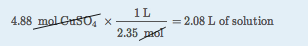 4.88 mol CuSO₄ × 1 L / 2.35 mol = 2.08 L of solution